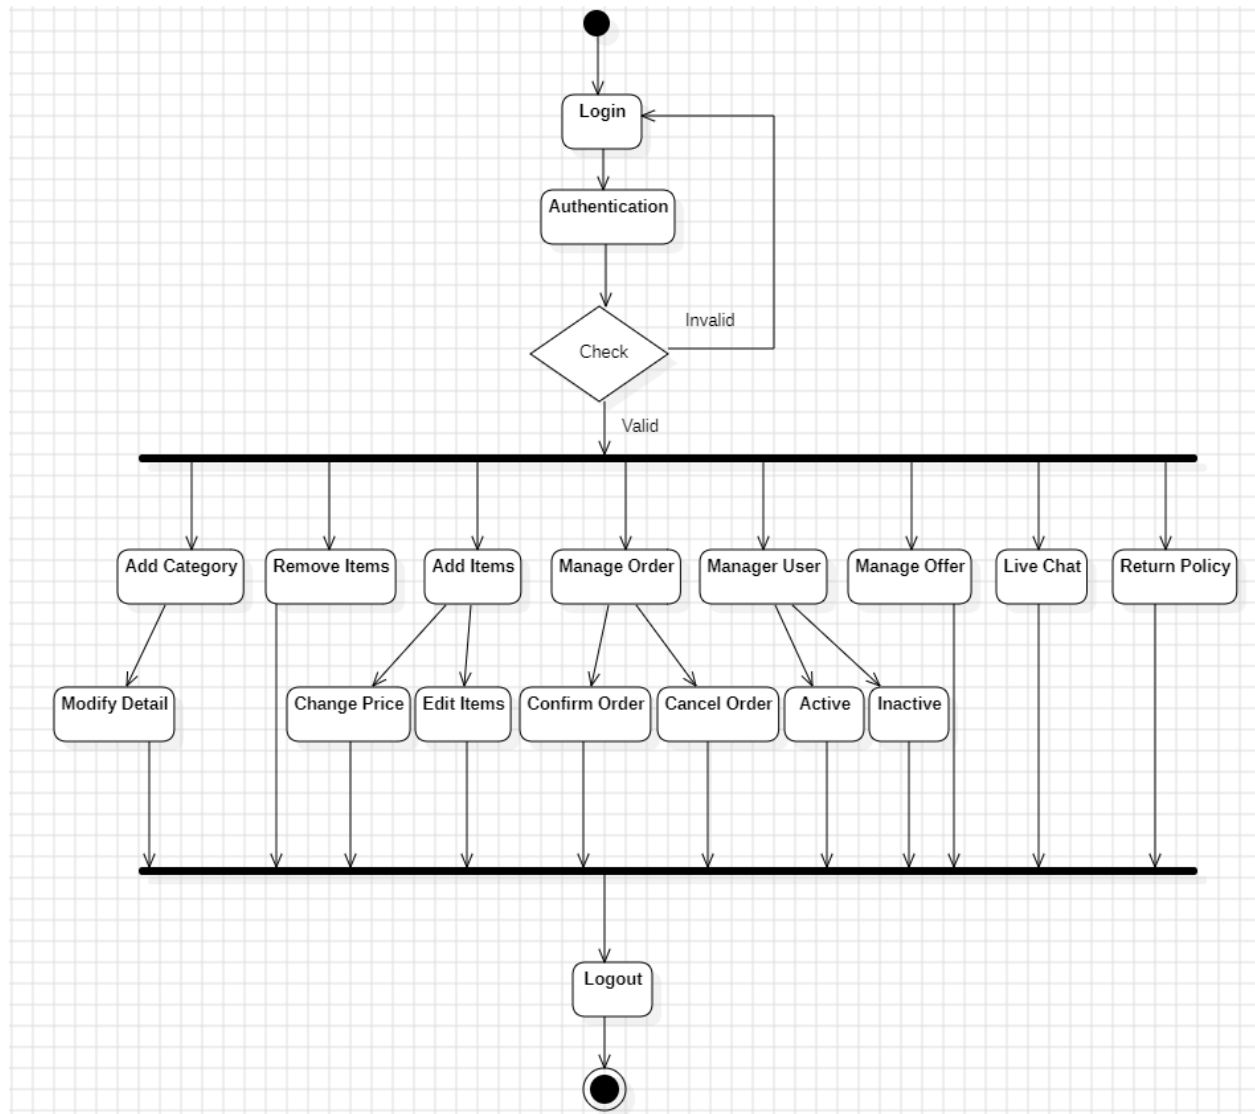 Login
Authentication
Invalid
Check
Valid
Add Category
Remove Items
Add Items
Manage Order
Manager User
Manage Offer
Live Chat
Return Policy
Modify Detail
Change Price
Edit Items
Confirm Order
Cancel Order
Active
Inactive
Logout